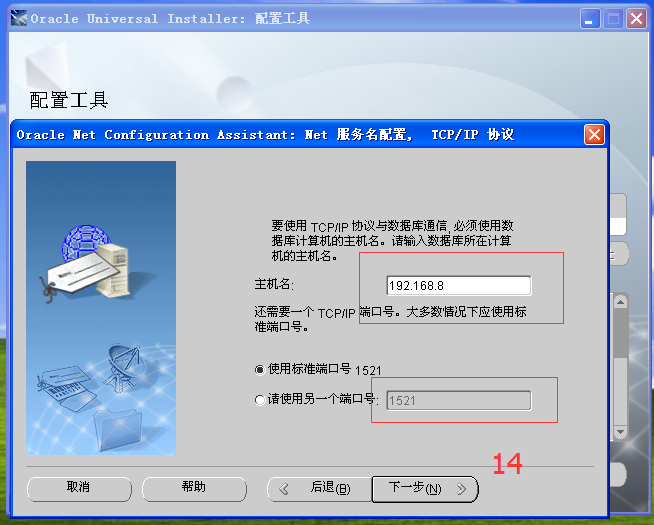 Oracle Universal Installer: 配置工具
配置工具
Oracle Net Configuration Assistant: Net 服务名配置, TCP/IP 协议
要使用 TCP/IP 协议与数据库通信, 必须使用数
据库计算机的主机名。请输入数据库所在计算
机的主机名。
主机名:
192.168.8
还需要一个 TCP/IP 端口号。大多数情况下应使用标
准端口号。
使用标准端口号 1521
请使用另一个端口号:
1521
14
取消
帮助
后退(B)
下一步(N)